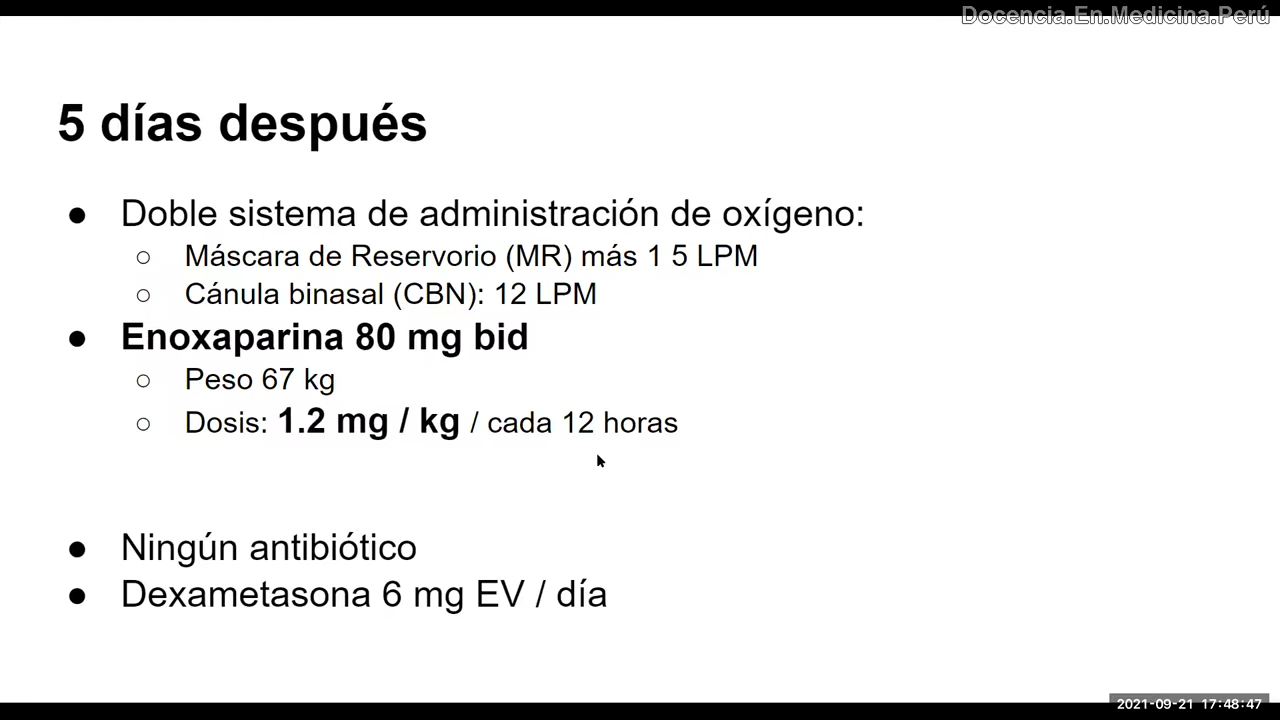 Docencia.En.Medicina.Perú
5 días después
● Doble sistema de administración de oxígeno:
○ Máscara de Reservorio (MR) más 1 5 LPM
○ Cánula binasal (CBN): 12 LPM
● Enoxaparina 80 mg bid
○ Peso 67 kg
○ Dosis: 1.2 mg / kg / cada 12 horas
● Ningún antibiótico
● Dexametasona 6 mg EV / día
2021-09-21 17:48:47